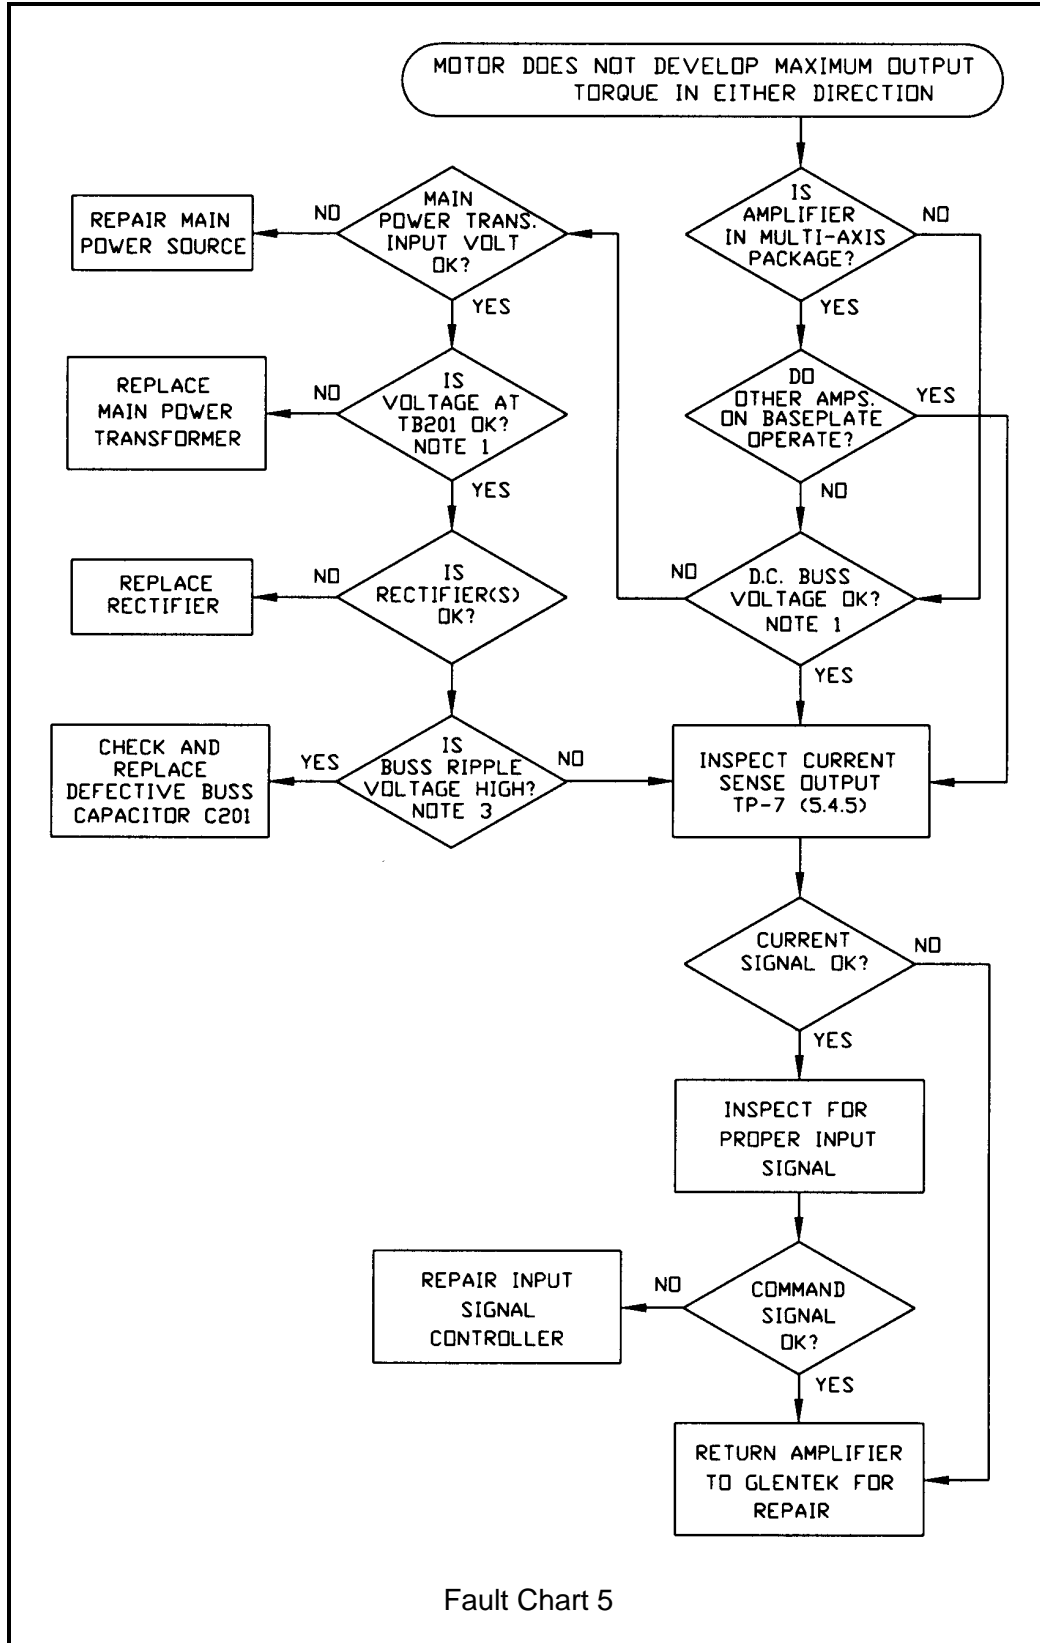 MOTOR DOES NOT DEVELOP MAXIMUM OUTPUT
TORQUE IN EITHER DIRECTION
IS
AMPLIFIER
IN MULTI-AXIS
PACKAGE?
NO
YES
DO
OTHER AMPS.
ON BASEPLATE
OPERATE?
YES
NO
D.C. BUSS
VOLTAGE OK?
NOTE 1
NO
YES
MAIN
POWER TRANS.
INPUT VOLT
OK?
NO
REPAIR MAIN
POWER SOURCE
YES
IS
VOLTAGE AT
TB201 OK?
NOTE 1
NO
REPLACE
MAIN POWER
TRANSFORMER
YES
IS
RECTIFIER(S)
OK?
NO
REPLACE
RECTIFIER
IS
BUSS RIPPLE
VOLTAGE HIGH?
NOTE 3
YES
CHECK AND
REPLACE
DEFECTIVE BUSS
CAPACITOR C201
NO
INSPECT CURRENT
SENSE OUTPUT
TP-7 (5.4.5)
CURRENT
SIGNAL OK?
NO
YES
INSPECT FOR
PROPER INPUT
SIGNAL
COMMAND
SIGNAL
OK?
NO
REPAIR INPUT
SIGNAL
CONTROLLER
YES
RETURN AMPLIFIER
TO GLENTEK FOR
REPAIR
Fault Chart 5